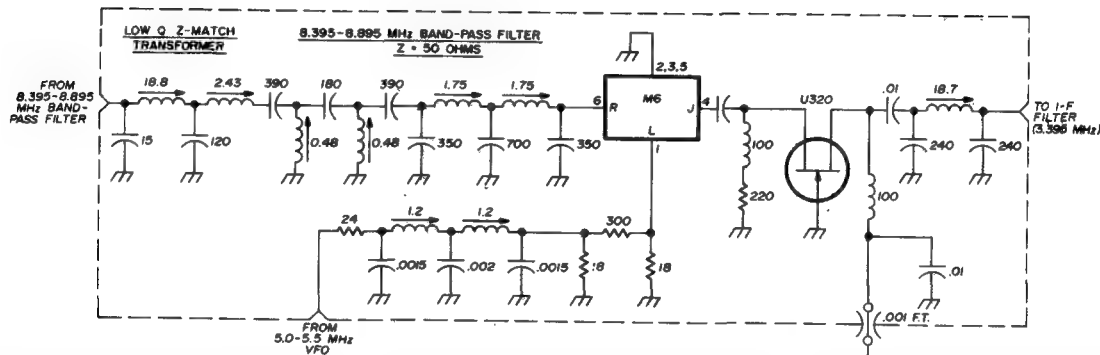 LOW Q Z-MATCH
TRANSFORMER
8.395-8.895 MHz BAND-PASS FILTER
Z = 50 OHMS
FROM
8.395-8.895
MHz BAND-
PASS FILTER
18.8
2.43
390
180
390
1.75
1.75
2,3,5
6
R
M6
J
4
L
1
U320
.01
18.7
TO I-F
FILTER
(3.395 MHz)
15
120
0.48
0.48
350
700
350
100
220
240
240
100
24
1.2
1.2
300
.0015
.002
.0015
18
18
.01
FROM
5.0-5.5 MHz
VFO
.001 F.T.